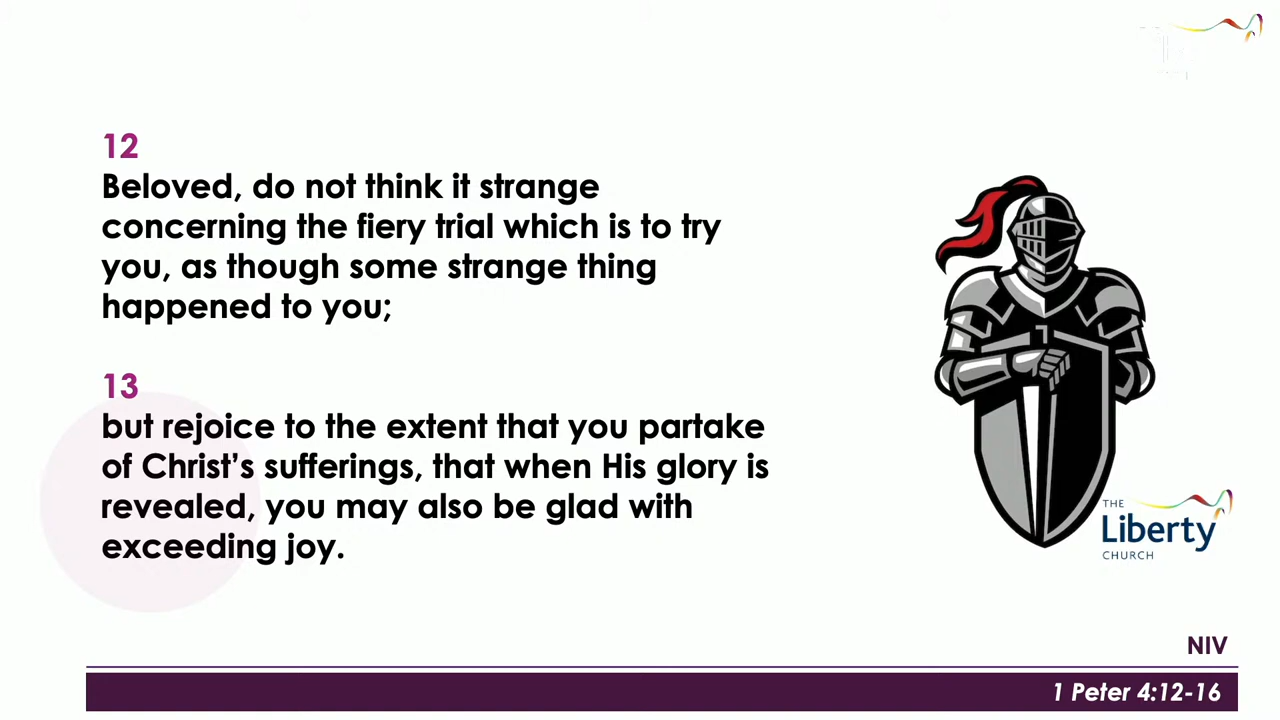 12
Beloved, do not think it strange
concerning the fiery trial which is to try
you, as though some strange thing
happened to you;
13
but rejoice to the extent that you partake
of Christ's sufferings, that when His glory is
revealed, you may also be glad with
exceeding joy.
THE
Liberty
CHURCH
NIV
1 Peter 4:12-16